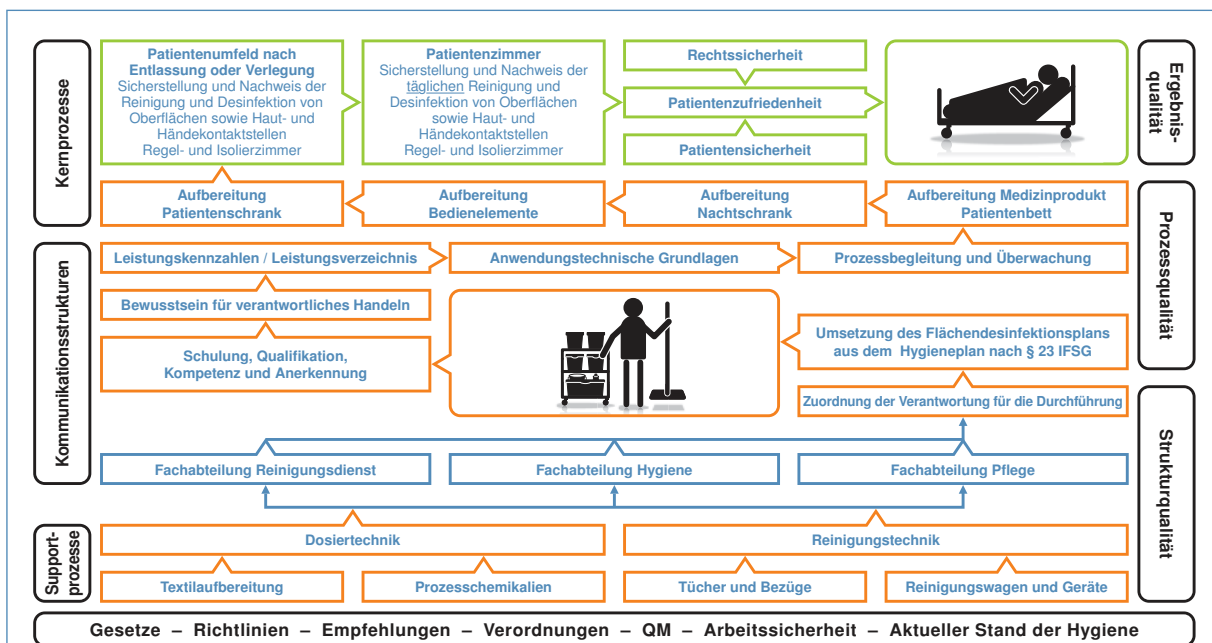 Kernprozesse
Patientenumfeld nach
Entlassung oder Verlegung
Sicherstellung und Nachweis der
Reinigung und Desinfektion von
Oberflächen sowie Haut- und
Händekontaktstellen
Regel- und Isolierzimmer
Patientenzimmer
Sicherstellung und Nachweis der
täglichen Reinigung und
Desinfektion von Oberflächen
sowie Haut- und
Händekontaktstellen
Regel- und Isolierzimmer
Rechtssicherheit
Patientenzufriedenheit
Patientensicherheit
Ergebnis-
qualität
Aufbereitung
Patientenschrank
Aufbereitung
Bedienelemente
Aufbereitung
Nachtschrank
Aufbereitung Medizinprodukt
Patientenbett
Prozessqualität
Kommunikationsstrukturen
Leistungskennzahlen / Leistungsverzeichnis
Anwendungstechnische Grundlagen
Prozessbegleitung und Überwachung
Bewusstsein für verantwortliches Handeln
Schulung, Qualifikation,
Kompetenz und Anerkennung
Umsetzung des Flächendesinfektionsplans
aus dem Hygieneplan nach § 23 IFSG
Zuordnung der Verantwortung für die Durchführung
Strukturqualität
Fachabteilung Reinigungsdienst
Fachabteilung Hygiene
Fachabteilung Pflege
Support-
prozesse
Dosiertechnik
Reinigungstechnik
Textilaufbereitung
Prozesschemikalien
Tücher und Bezüge
Reinigungswagen und Geräte
Gesetze – Richtlinien – Empfehlungen – Verordnungen – QM – Arbeitssicherheit – Aktueller Stand der Hygiene